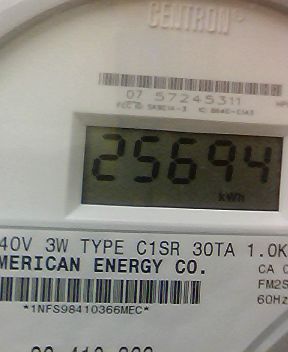 CENTRON
07 57245311
25694
kWh
40V 3W TYPE C1SR 30TA 1.0K
MERICAN ENERGY CO.
CA 0
FM2S
60Hz
*1NFS98410366MEC*